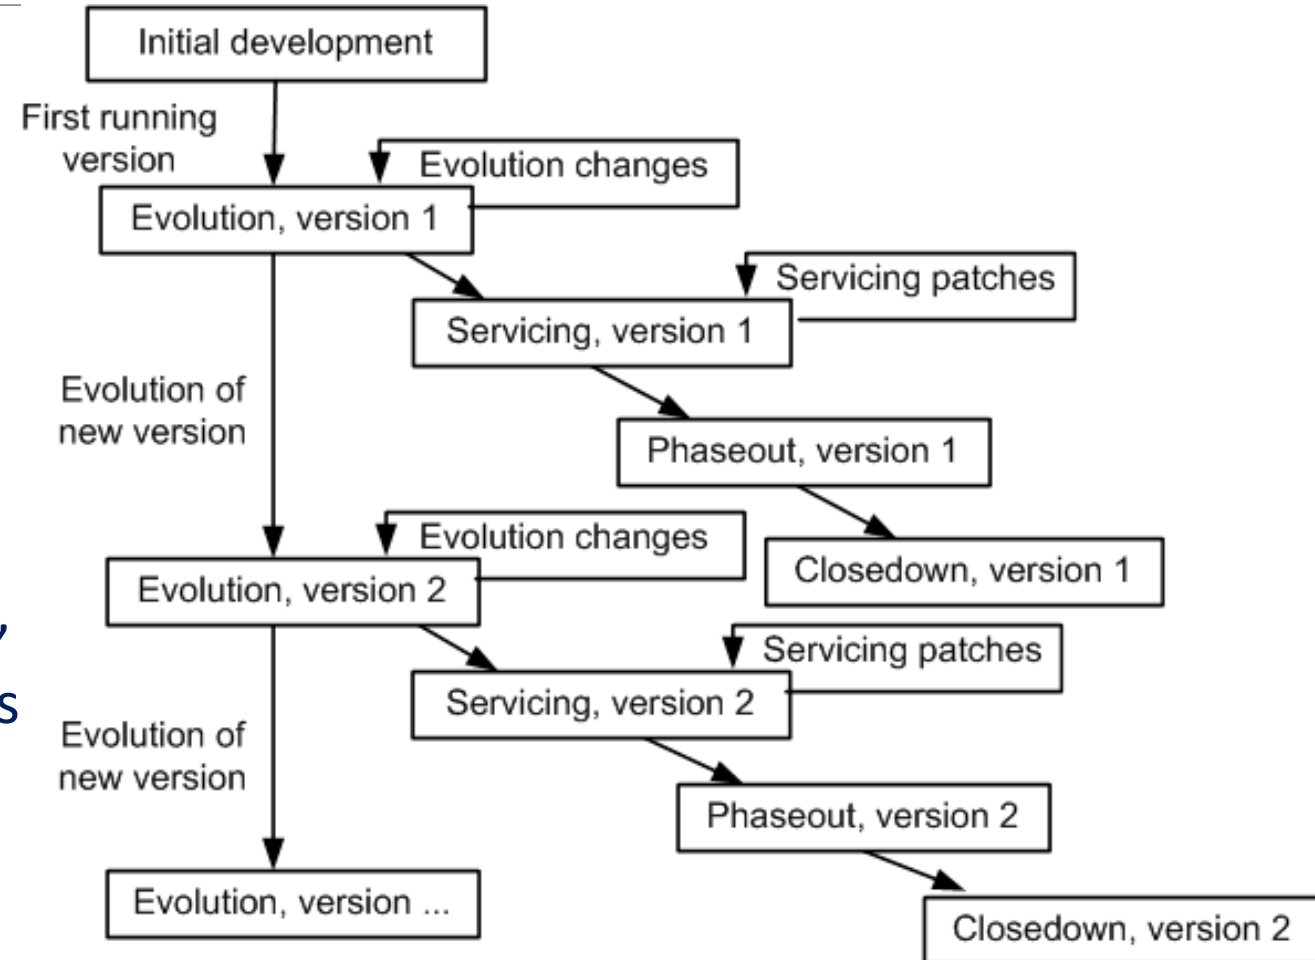 Initial development
First running
version
Evolution changes
Evolution, version 1
Servicing patches
Servicing, version 1
Evolution of
new version
Phaseout, version 1
Evolution changes
Closedown, version 1
Evolution, version 2
,
Servicing patches
s
Servicing, version 2
Evolution of
new version
Phaseout, version 2
Evolution, version ...
Closedown, version 2